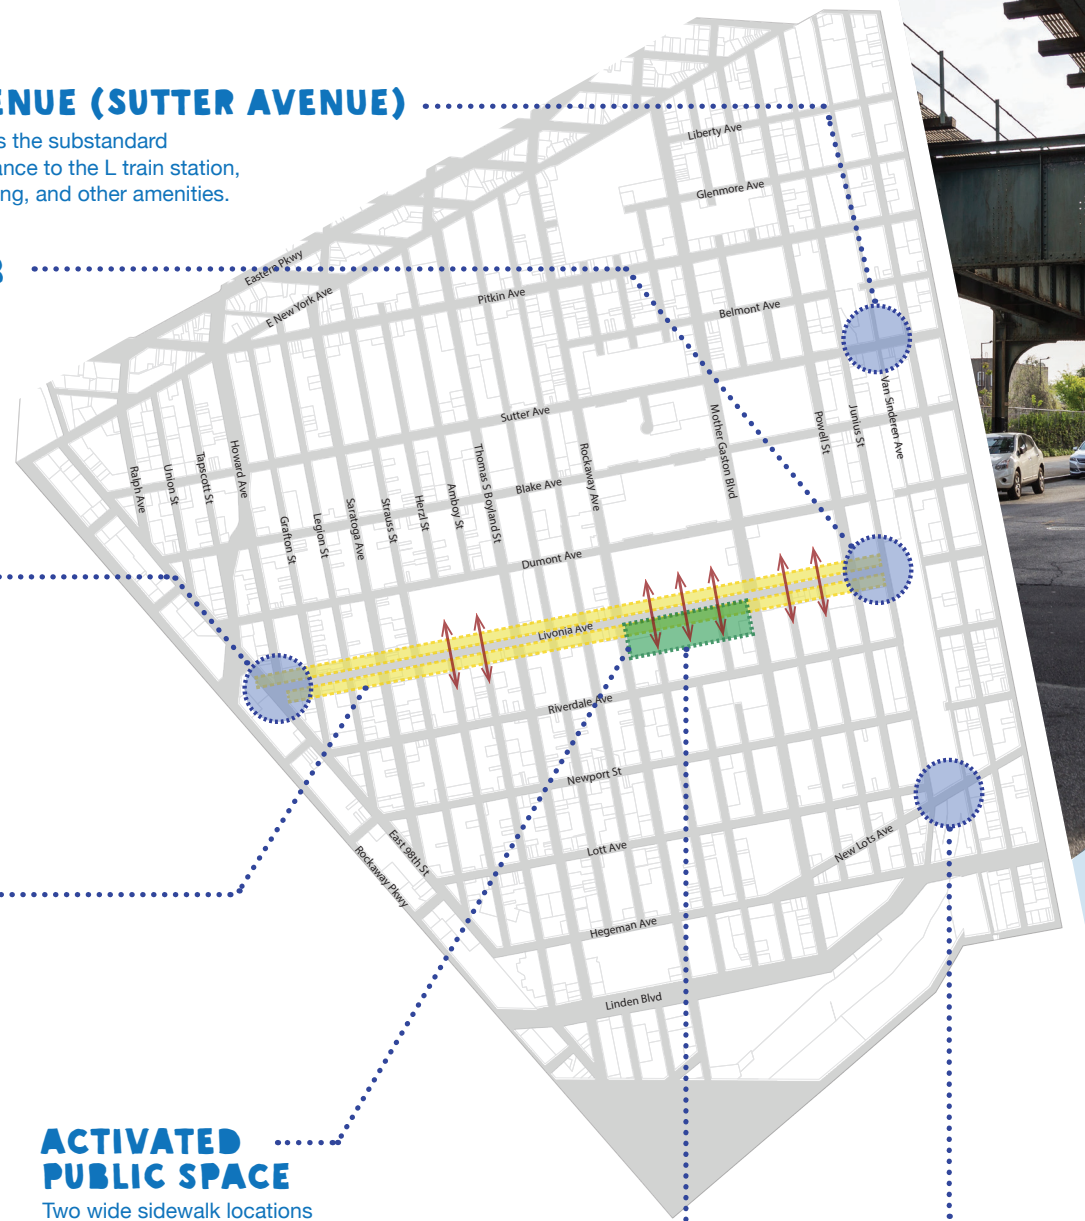 ENUE (SUTTER AVENUE)
s the substandard
ance to the L train station,
ng, and other amenities.
Liberty Ave
Glenmore Ave
Eastern Pkwy
E New York Ave
Pitkin Ave
Belmont Ave
Sutter Ave
Van Sinderen Ave
Junius St
Powell St
Mother Gaston Blvd
Rockaway Ave
Thomas S Boyland St
Amboy St
Herzl St
Strauss St
Saratoga Ave
Legion St
Grafton St
Howard Ave
Tapscott St
Union St
Ralph Ave
Blake Ave
Dumont Ave
Livonia Ave
Riverdale Ave
Newport St
Lott Ave
New Lots Ave
East 98th St
Rockaway Pkwy
Hegeman Ave
Linden Blvd
ACTIVATED
PUBLIC SPACE
Two wide sidewalk locations